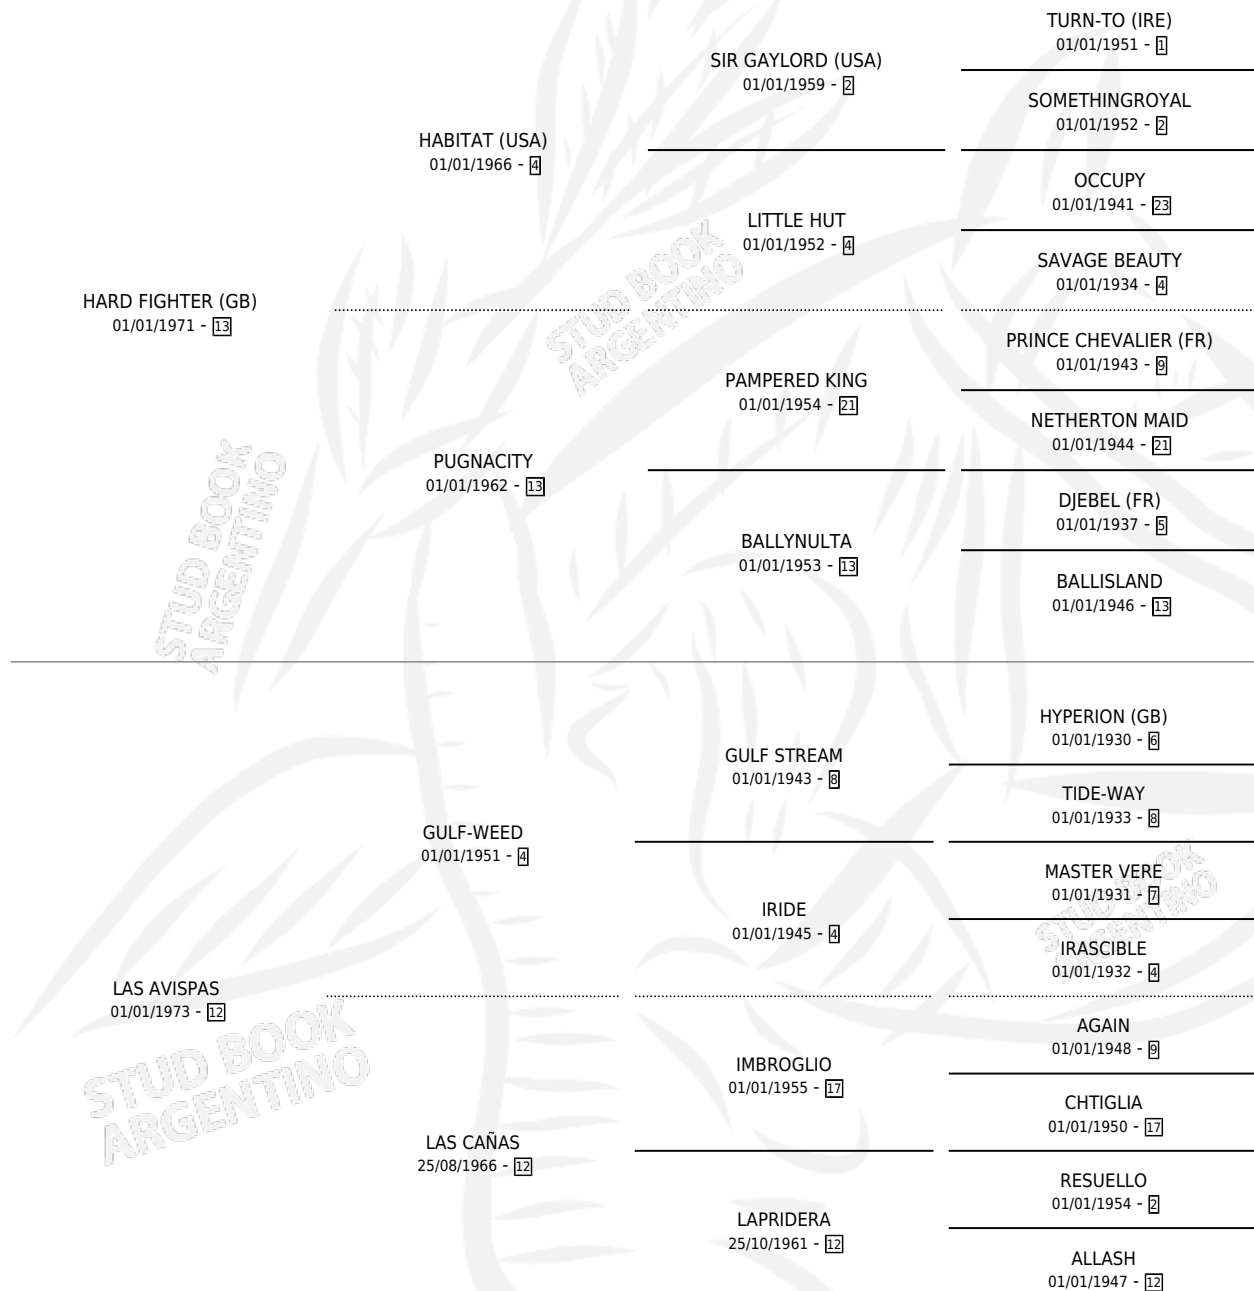 TURN-TO (IRE)
01/01/1951 - 1
SIR GAYLORD (USA)
01/01/1959 - 2
SOMETHINGROYAL
01/01/1952 - 2
HABITAT (USA)
01/01/1966 - 4
OCCUPY
01/01/1941 - 23
LITTLE HUT
01/01/1952 - 4
SAVAGE BEAUTY
01/01/1934 - 4
HARD FIGHTER (GB)
01/01/1971 - 13
PRINCE CHEVALIER (FR)
01/01/1943 - 9
PAMPERED KING
01/01/1954 - 21
NETHERTON MAID
01/01/1944 - 21
PUGNACITY
01/01/1962 - 13
DJEBEL (FR)
01/01/1937 - 5
BALLYNULTA
01/01/1953 - 13
BALLISLAND
01/01/1946 - 13
HYPERION (GB)
01/01/1930 - 6
GULF STREAM
01/01/1943 - 8
TIDE-WAY
01/01/1933 - 8
GULF-WEED
01/01/1951 - 4
MASTER VERE
01/01/1931 - 7
IRIDE
01/01/1945 - 4
IRASCIBLE
01/01/1932 - 4
LAS AVISPAS
01/01/1973 - 12
AGAIN
01/01/1948 - 9
IMBROGLIO
01/01/1955 - 17
CHTIGLIA
01/01/1950 - 17
LAS CAÑAS
25/08/1966 - 12
RESUELLO
01/01/1954 - 2
LAPRIDERA
25/10/1961 - 12
ALLASH
01/01/1947 - 12
STUD BOOK
ARGENTINO
STUD BOOK
ARGENTINO
STUD BOOK
ARGENTINO
STUD BOOK
ARGENTINO